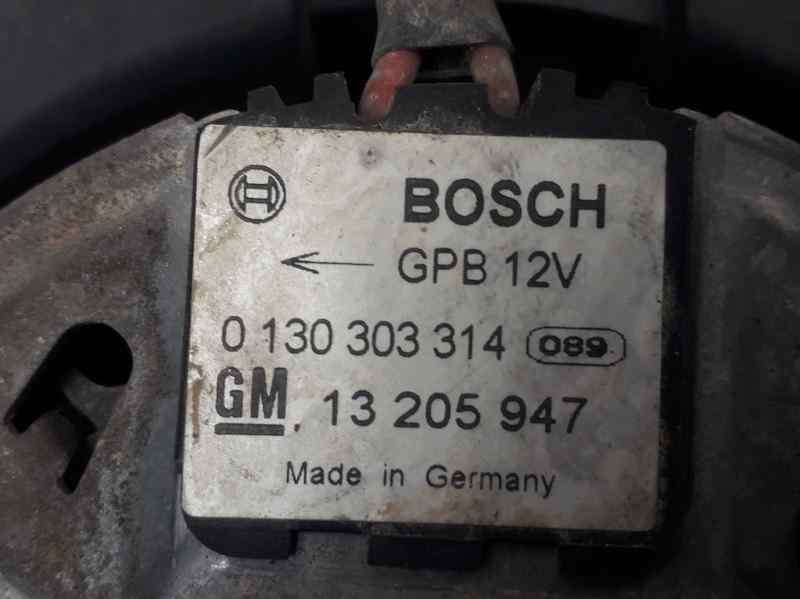 BOSCH
← GPB 12V
0 130 303 314 089
GM 13 205 947
Made in Germany